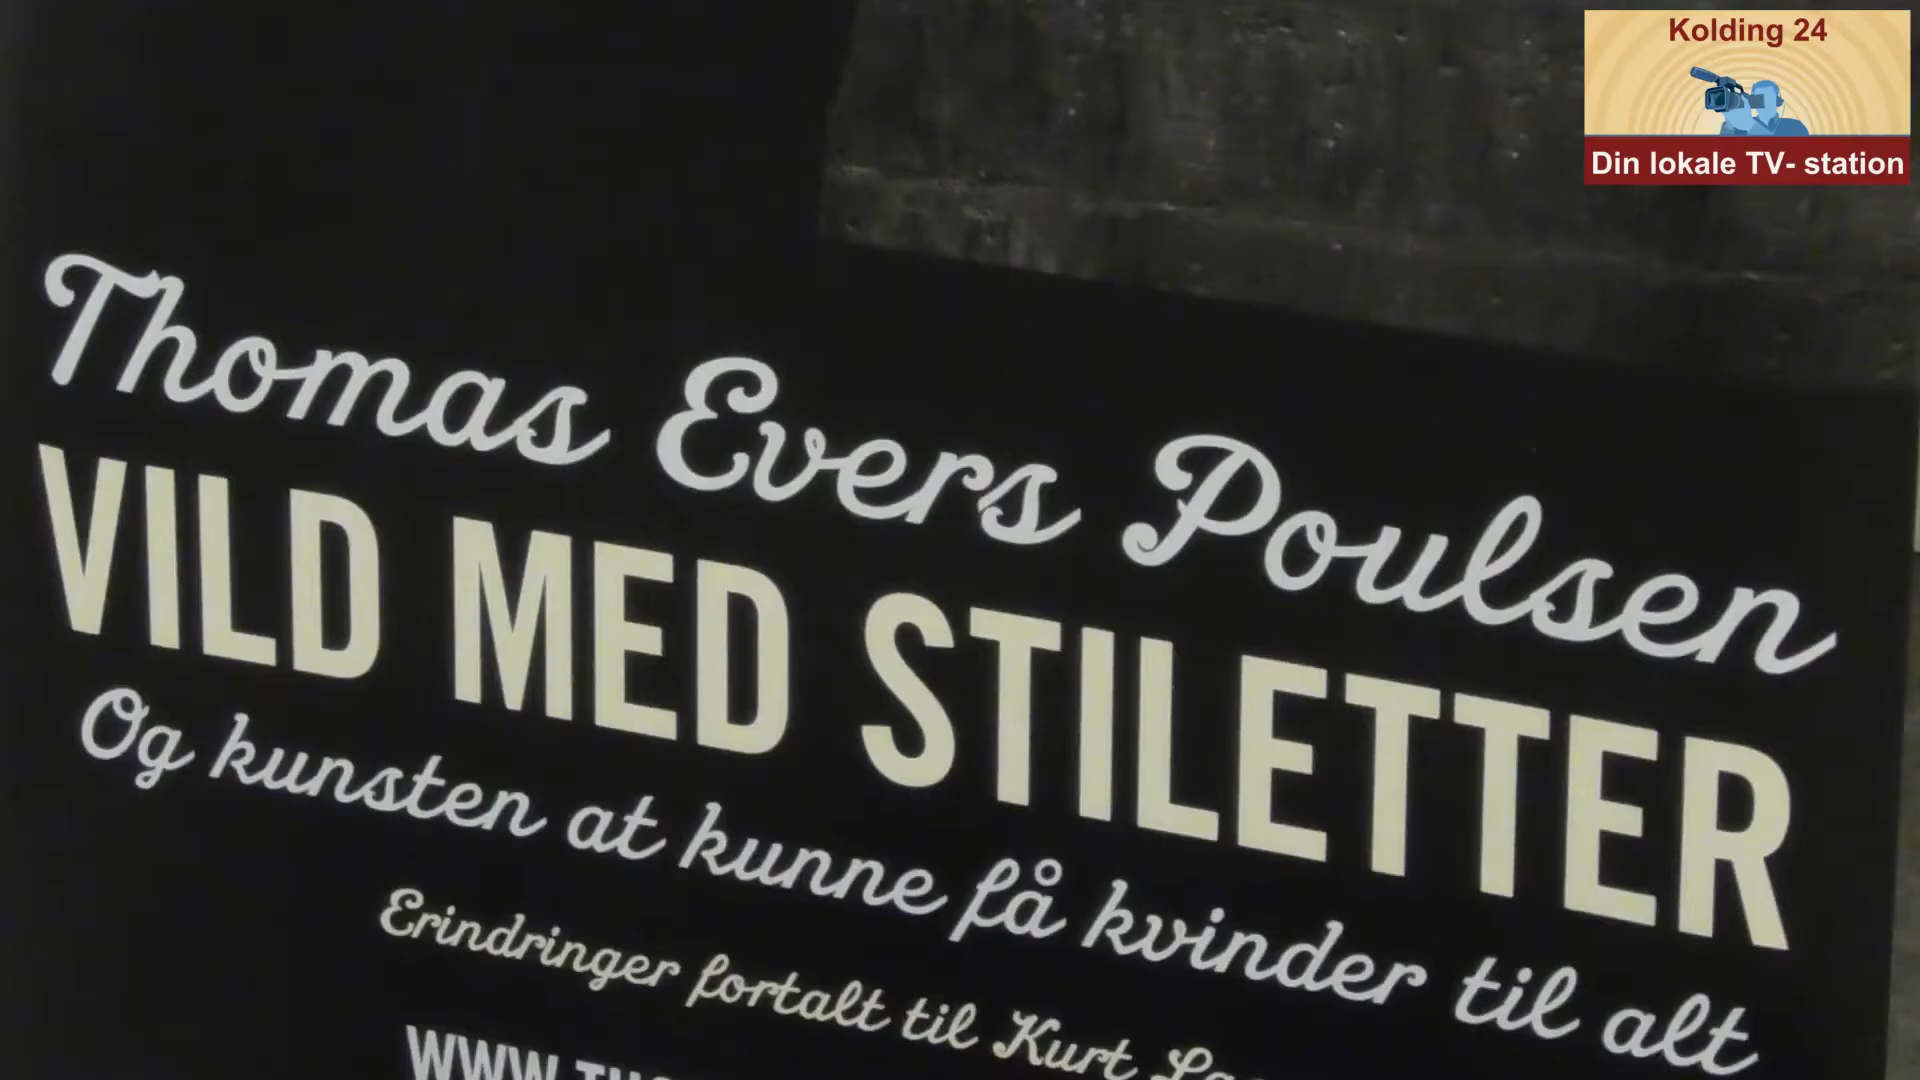 Kolding 24
Din lokale TV- station
Thomas Evers Poulsen
VILD MED STILETTER
Og kunsten at kunne få kvinder til alt
Erindringer fortalt til Kurt